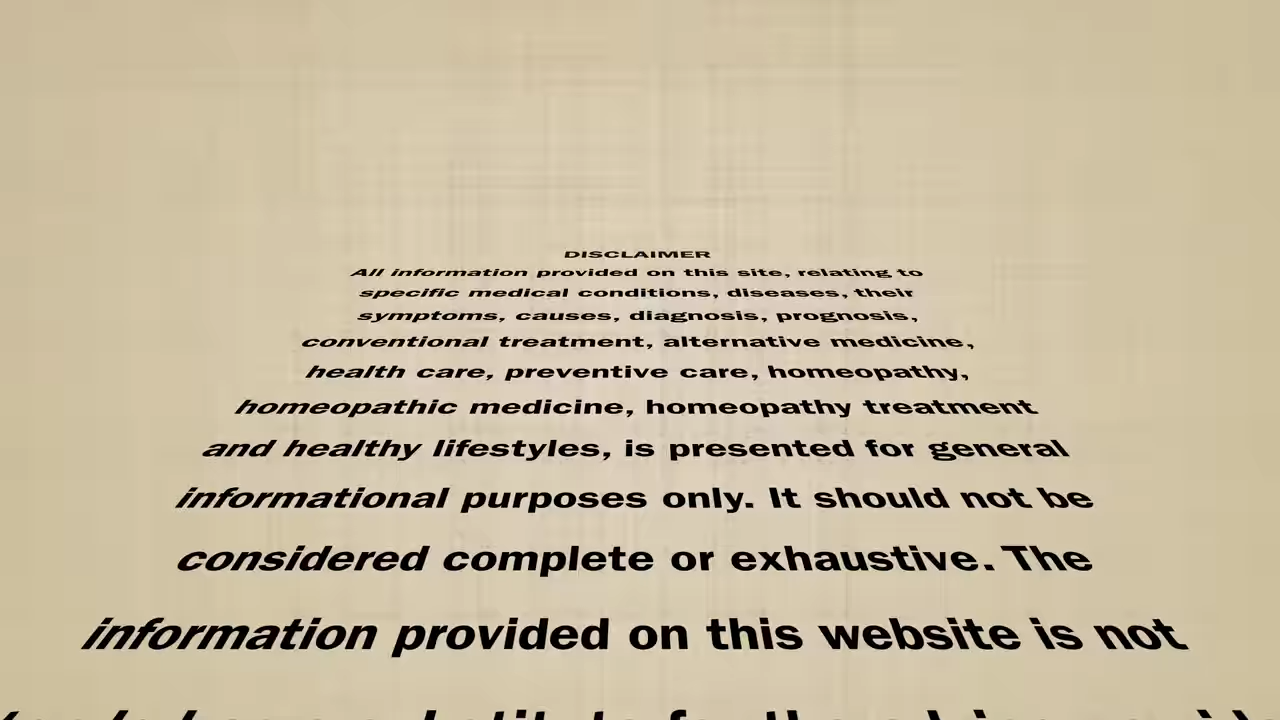 DISCLAIMER
All information provided on this site, relating to
specific medical conditions, diseases, their
symptoms, causes, diagnosis, prognosis,
conventional treatment, alternative medicine,
health care, preventive care, homeopathy,
homeopathic medicine, homeopathy treatment
and healthy lifestyles, is presented for general
informational purposes only. It should not be
considered complete or exhaustive. The
information provided on this website is not